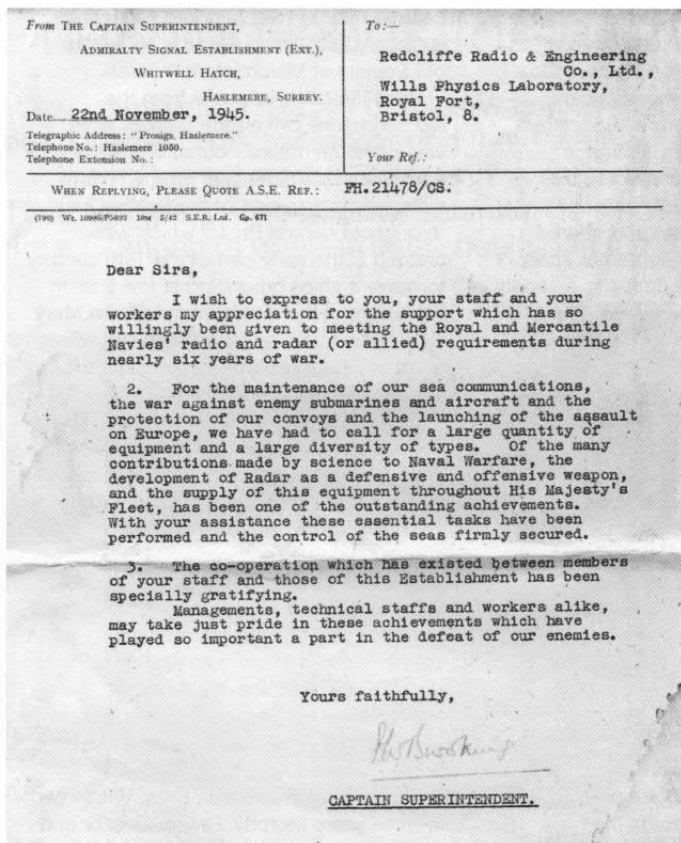 From THE CAPTAIN SUPERINTENDENT,
ADMIRALTY SIGNAL ESTABLISHMENT (EXT.),
WHITWELL HATCH,
HASLEMERE, SURREY.
Date 22nd November, 1945.
Telegraphic Address: "Prosigs, Haslemere."
Telephone No.: Haslemere 1050.
Telephone Extension No.:
To:—
Redcliffe Radio & Engineering
Co., Ltd.,
Wills Physics Laboratory,
Royal Fort,
Bristol, 8.
Your Ref.:
WHEN REPLYING, PLEASE QUOTE A.S.E. REF.: FH.21478/CS.
(799) Wt. 10985/P5693 10M 5/42 S.E.R. Ltd. Gp. 671
Dear Sirs,
I wish to express to you, your staff and your
workers my appreciation for the support which has so
willingly been given to meeting the Royal and Mercantile
Navies' radio and radar (or allied) requirements during
nearly six years of war.
2. For the maintenance of our sea communications,
the war against enemy submarines and aircraft and the
protection of our convoys and the launching of the assault
on Europe, we have had to call for a large quantity of
equipment and a large diversity of types. Of the many
contributions made by science to Naval Warfare, the
development of Radar as a defensive and offensive weapon,
and the supply of this equipment throughout His Majesty's
Fleet, has been one of the outstanding achievements.
With your assistance these essential tasks have been
performed and the control of the seas firmly secured.
3. The co-operation which has existed between members
of your staff and those of this Establishment has been
specially gratifying.
Managements, technical staffs and workers alike,
may take just pride in these achievements which have
played so important a part in the defeat of our enemies.
Yours faithfully,
CAPTAIN SUPERINTENDENT.